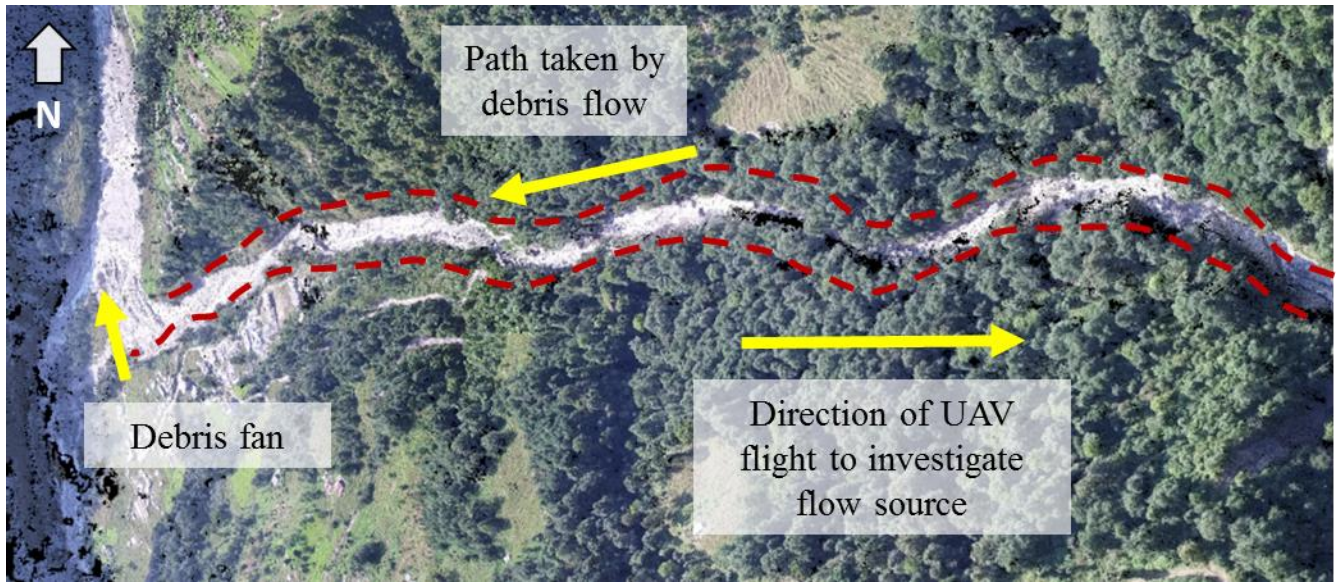 N
Path taken by
debris flow
Debris fan
Direction of UAV
flight to investigate
flow source